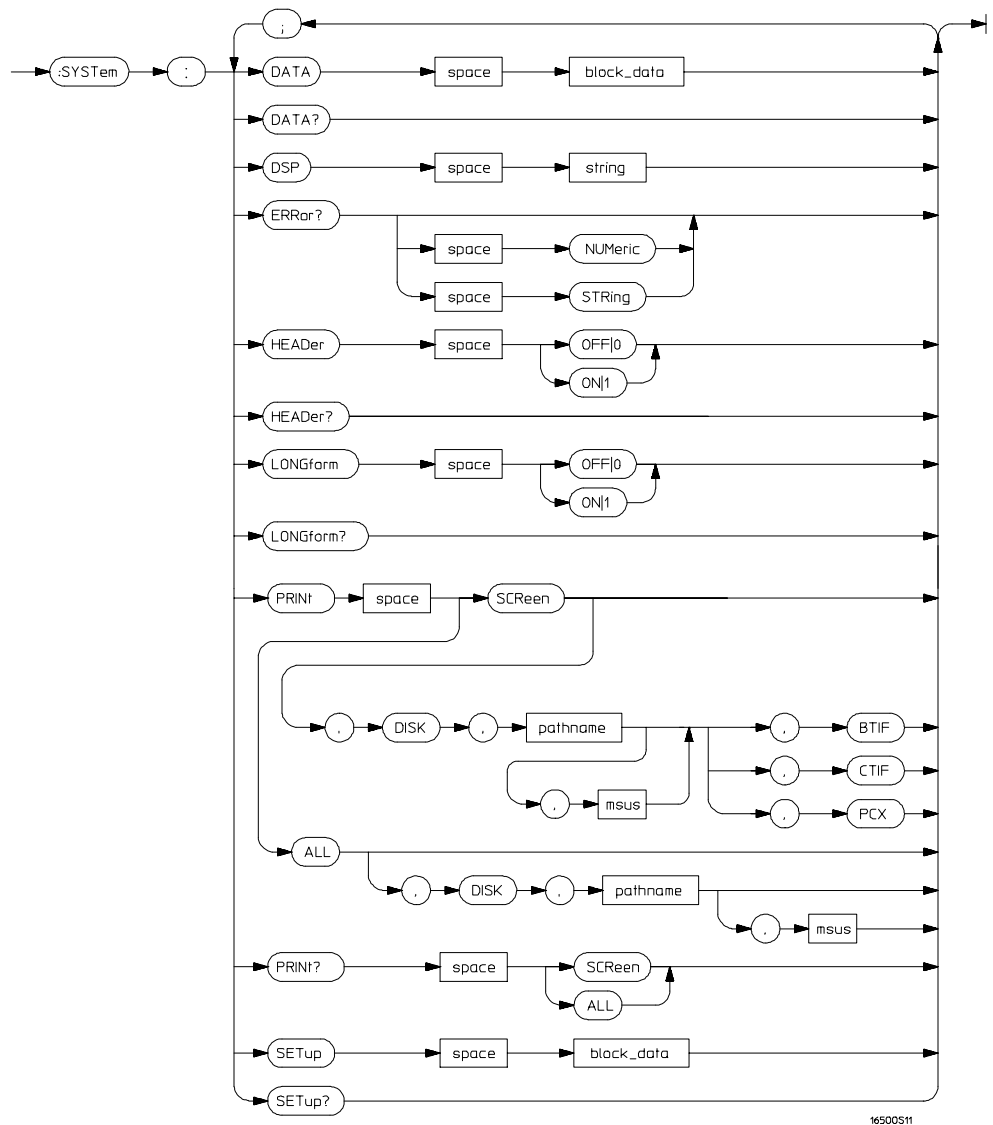 ;
:SYSTem : DATA space block_data
DATA?
DSP space string
ERRor?
space NUMeric
space STRing
HEADer space OFF|0
ON|1
HEADer?
LONGform space OFF|0
ON|1
LONGform?
PRINt space SCReen
, DISK , pathname , BTIF
, CTIF
, msus , PCX
ALL
, DISK , pathname
, msus
PRINt? space SCReen
ALL
SETup space block_data
SETup?
16500S11